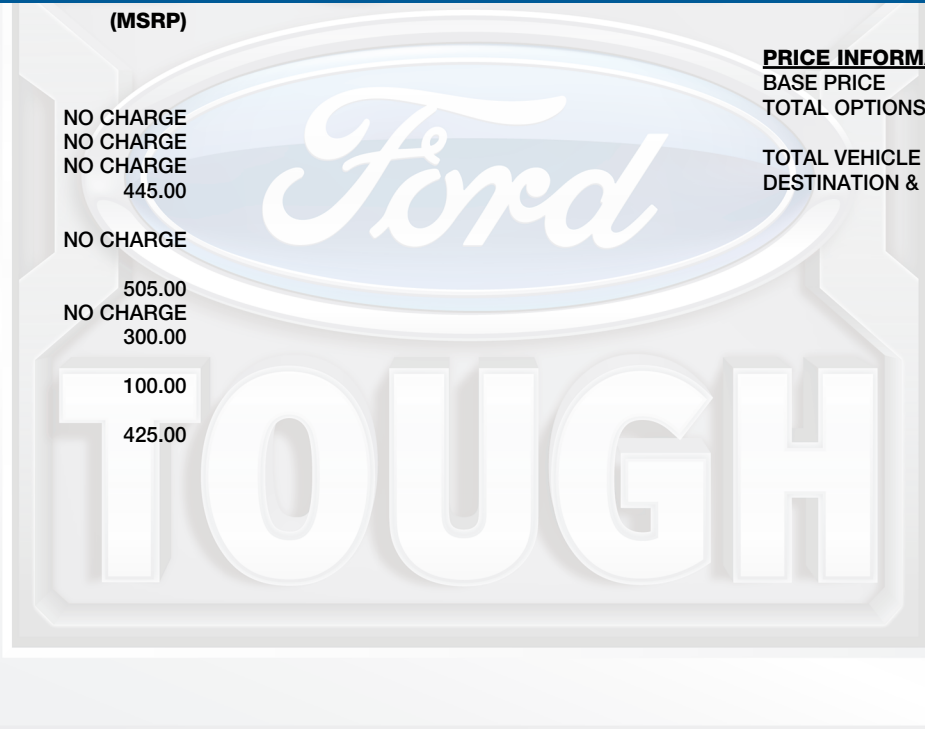 (MSRP)
NO CHARGE
NO CHARGE
NO CHARGE
445.00
NO CHARGE
505.00
NO CHARGE
300.00
100.00
425.00
PRICE INFORMA
BASE PRICE
TOTAL OPTIONS
TOTAL VEHICLE
DESTINATION &
Ford
TOUGH